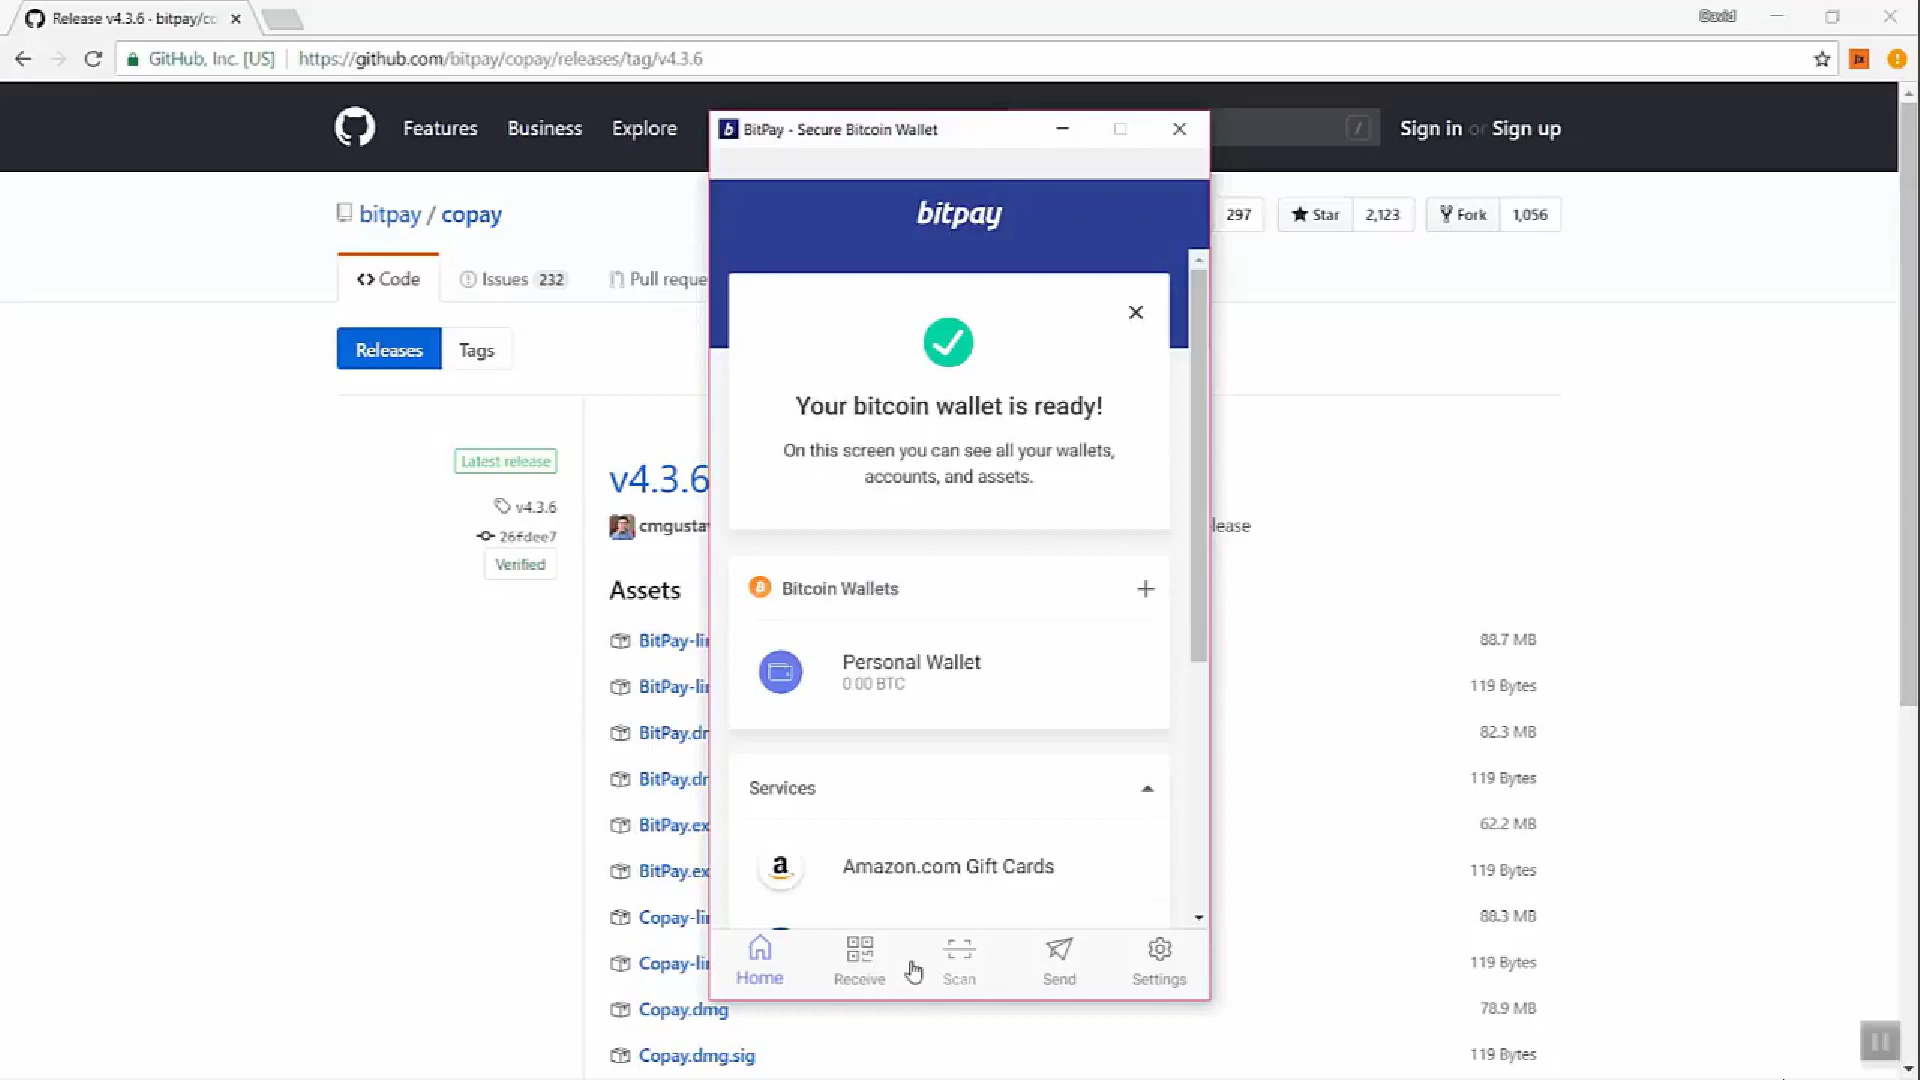 Release v4.3.6 - bitpay/co
David
GitHub, Inc. [US]
https://github.com/bitpay/copay/releases/tag/v4.3.6
Features Business Explore
/
Sign in or Sign up
BitPay - Secure Bitcoin Wallet
bitpay / copay
297
Star 2,123
Fork 1,056
Code
Issues 232
Pull reque
Releases
Tags
Latest release
v4.3.6
26fdee7
Verified
v4.3.6
cmgusta
lease
Assets
BitPay-li
88.7 MB
BitPay-li
119 Bytes
BitPay.d
82.3 MB
BitPay.d
119 Bytes
BitPay.ex
62.2 MB
BitPay.ex
119 Bytes
Copay-li
88.3 MB
Copay-li
119 Bytes
Copay.dmg
78.9 MB
Copay.dmg.sig
119 Bytes
bitpay
Your bitcoin wallet is ready!
On this screen you can see all your wallets,
accounts, and assets.
Bitcoin Wallets
Personal Wallet
0.00 BTC
Services
Amazon.com Gift Cards
Home
Receive
Scan
Send
Settings